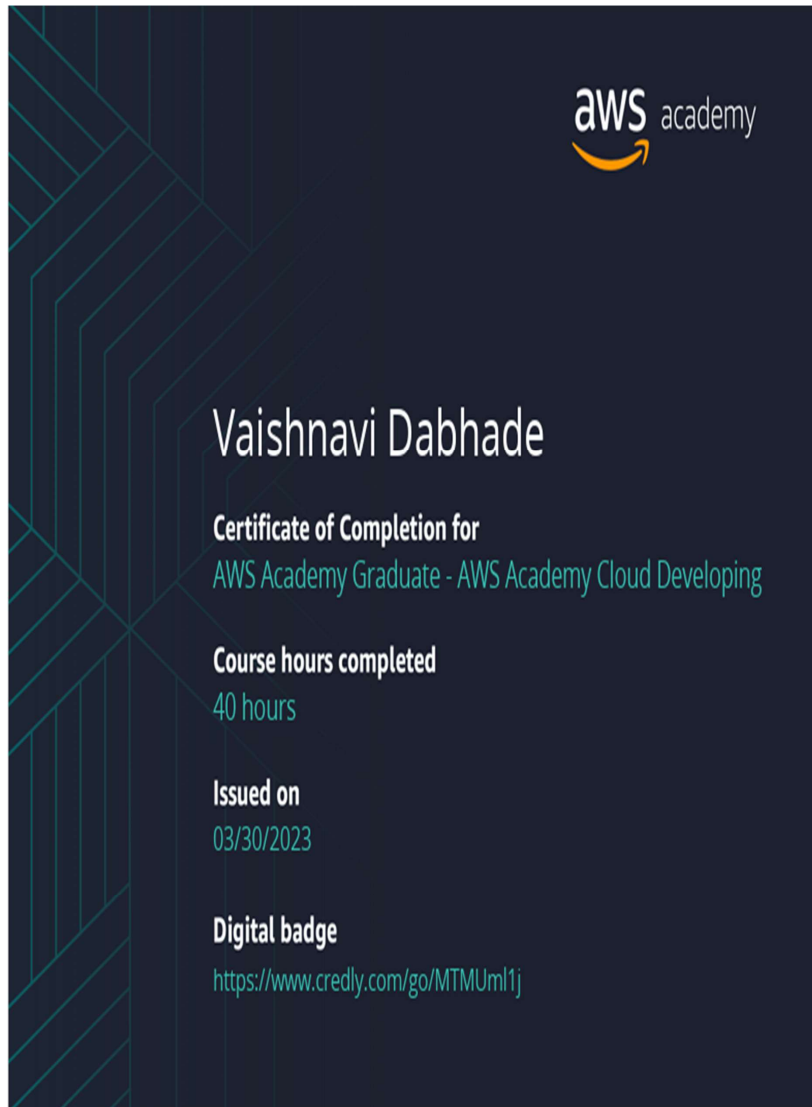 aws academy
Vaishnavi Dabhade
Certificate of Completion for
AWS Academy Graduate - AWS Academy Cloud Developing
Course hours completed
40 hours
Issued on
03/30/2023
Digital badge
https://www.credly.com/go/MTMUml1j